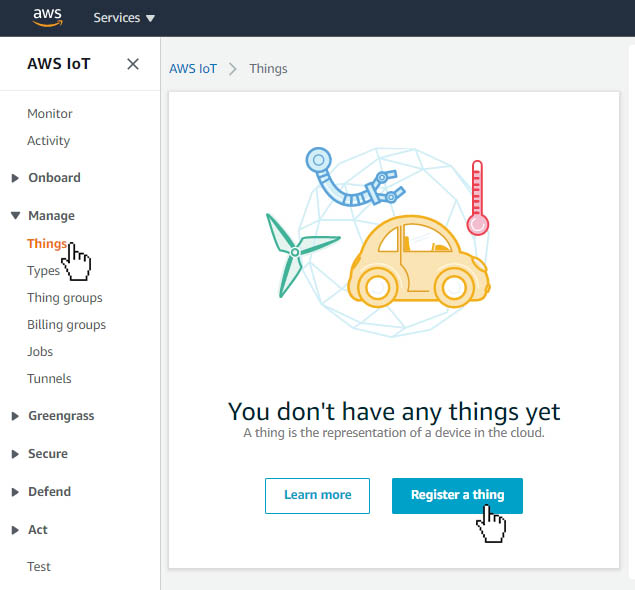 aws
Services
AWS IoT
Monitor
Activity
Onboard
Manage
Things
Types
Thing groups
Billing groups
Jobs
Tunnels
Greengrass
Secure
Defend
Act
Test
AWS IoT > Things
You don't have any things yet
A thing is the representation of a device in the cloud.
Learn more
Register a thing